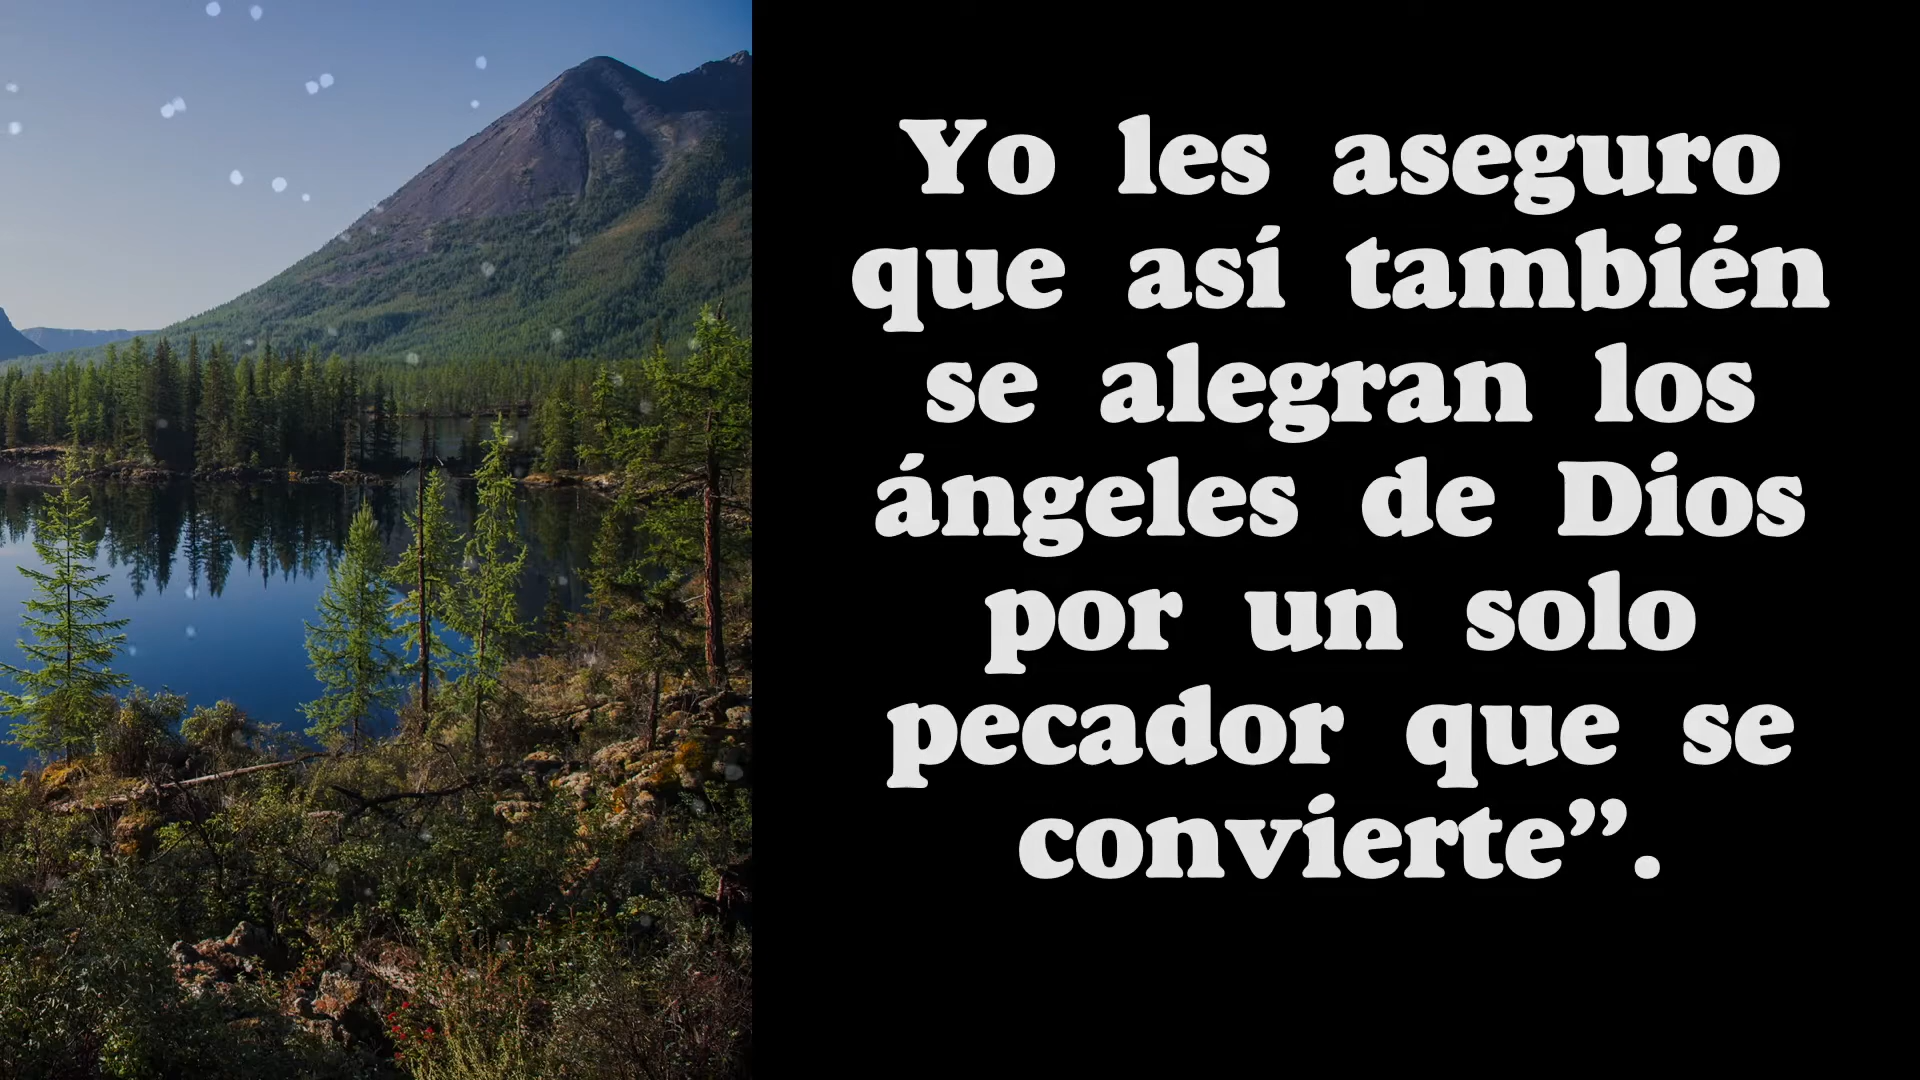 Yo les aseguro
que así también
se alegran los
ángeles de Dios
por un solo
pecador que se
convierte”.